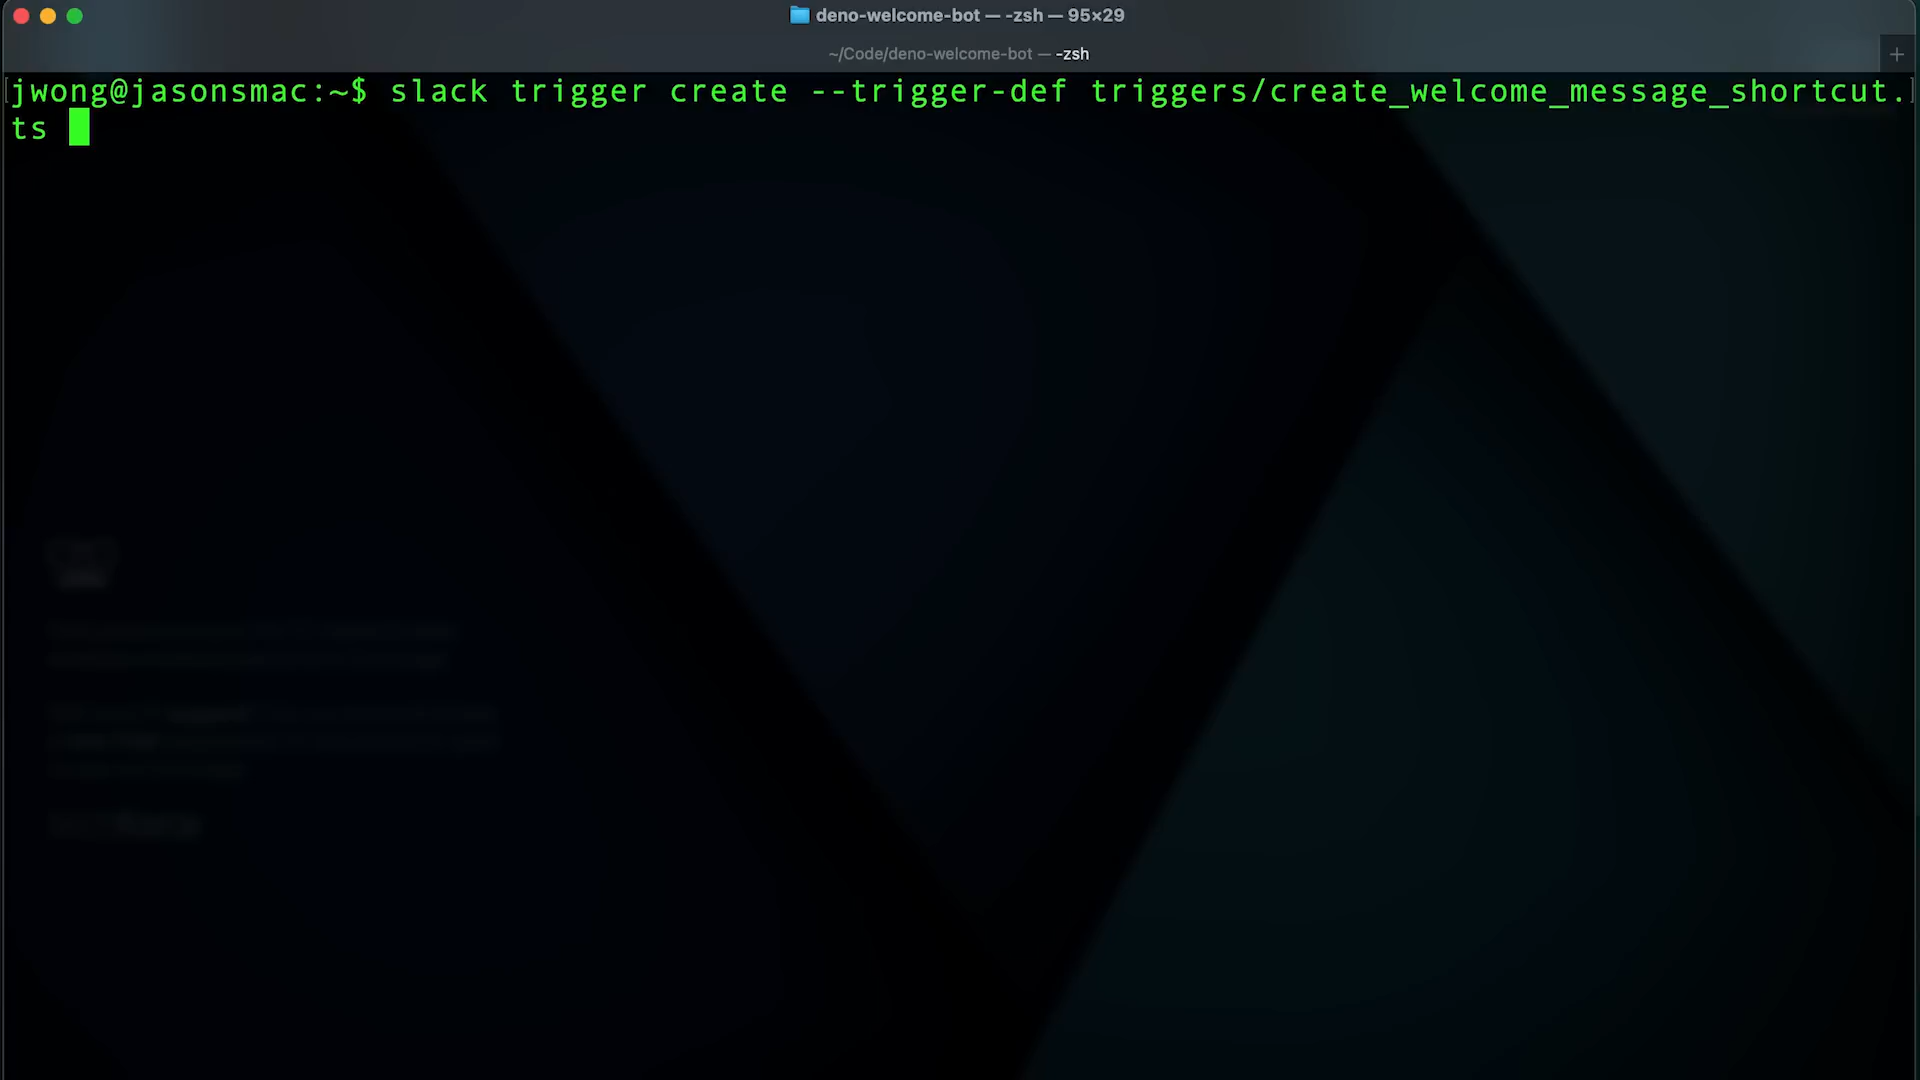 deno-welcome-bot — -zsh — 95×29
~/Code/deno-welcome-bot — -zsh
jwong@jasonsmac:~$ slack trigger create --trigger-def triggers/create_welcome_message_shortcut.
ts